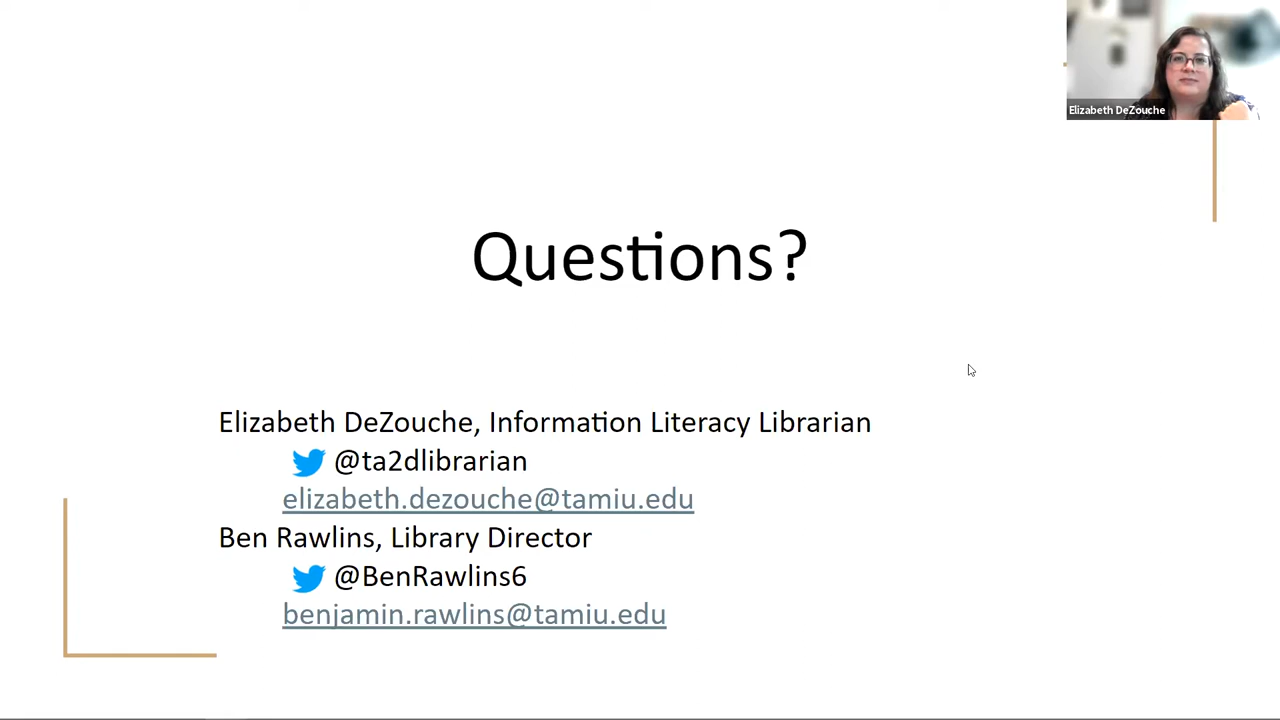 Elizabeth DeZouche
Questions?
Elizabeth DeZouche, Information Literacy Librarian
@ta2dlibrarian
elizabeth.dezouche@tamiu.edu
Ben Rawlins, Library Director
@BenRawlins6
benjamin.rawlins@tamiu.edu